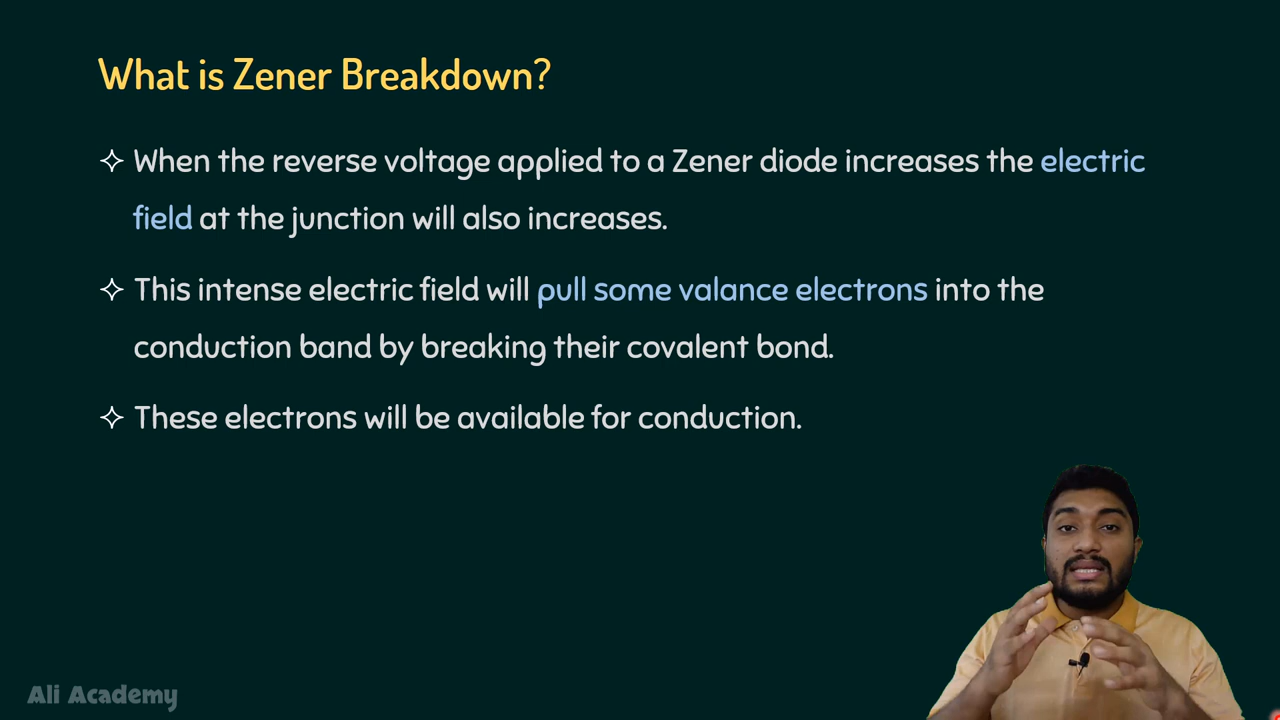 What is Zener Breakdown?
✧ When the reverse voltage applied to a Zener diode increases the electric
field at the junction will also increases.
✧ This intense electric field will pull some valance electrons into the
conduction band by breaking their covalent bond.
✧ These electrons will be available for conduction.
Ali Academy